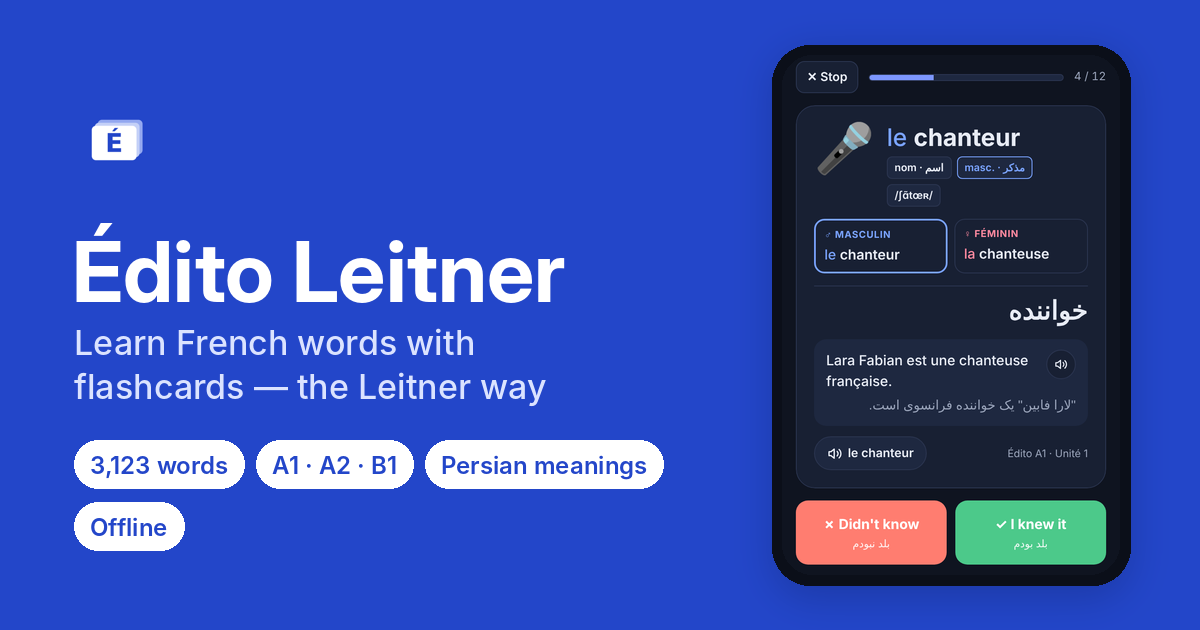 É
Édito Leitner
Learn French words with
flashcards — the Leitner way
3,123 words
A1 · A2 · B1
Persian meanings
Offline
✕ Stop
4 / 12
le chanteur
nom · اسم
masc. · مذکر
/ʃɑ̃tœʀ/
♂ MASCULIN
le chanteur
♀ FÉMININ
la chanteuse
خواننده
Lara Fabian est une chanteuse
française.
"لارا فابین" یک خواننده فرانسوی است.
le chanteur
Édito A1 · Unité 1
✕ Didn't know
بلد نبودم
✓ I knew it
بلد بودم